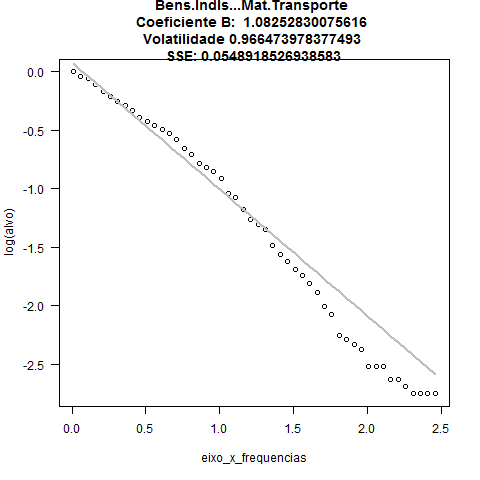 Bens.Indis...Mat.Transporte
Coeficiente B:  1.08252830075616
Volatilidade 0.966473978377493
SSE: 0.0548918526938583
log(alvo)
0.0
-0.5
-1.0
-1.5
-2.0
-2.5
0.0 0.5 1.0 1.5 2.0 2.5
eixo_x_frequencias